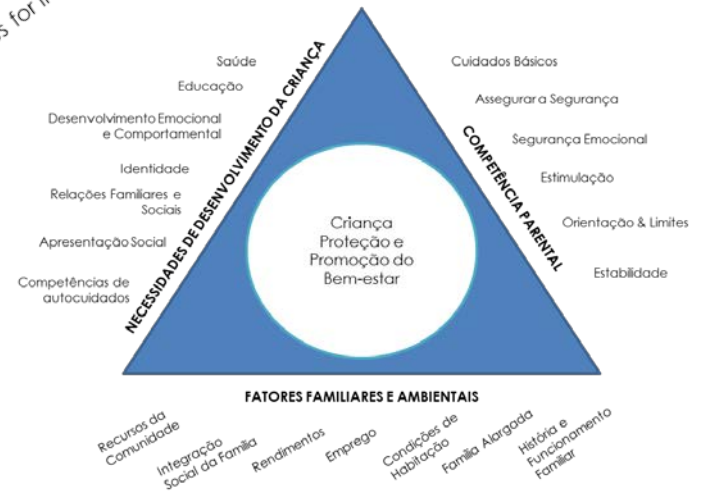 for
Saúde
Educação
Desenvolvimento Emocional
e Comportamental
Identidade
Relações Familiares e
Sociais
Apresentação Social
Competências de
autocuidados
NECESSIDADES DE DESENVOLVIMENTO DA CRIANÇA
Criança
Proteção e
Promoção do
Bem-estar
COMPETÊNCIA PARENTAL
Cuidados Básicos
Assegurar a Segurança
Segurança Emocional
Estimulação
Orientação & Limites
Estabilidade
FATORES FAMILIARES E AMBIENTAIS
Recursos da
Comunidade
Integração
Social da Família
Rendimentos
Emprego
Condições de
Habitação
Família Alargada
História e
Funcionamento
Familiar